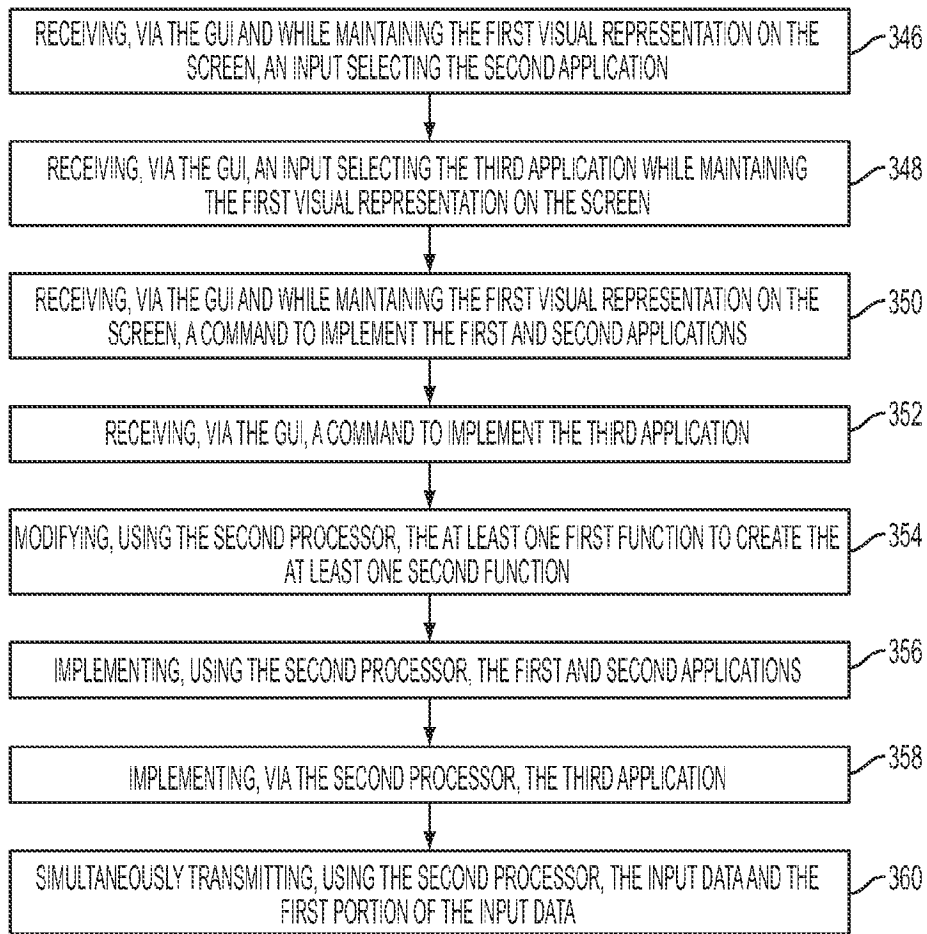 RECEIVING, VIA THE GUI AND WHILE MAINTAINING THE FIRST VISUAL REPRESENTATION ON THE
SCREEN, AN INPUT SELECTING THE SECOND APPLICATION
346
RECEIVING, VIA THE GUI, AN INPUT SELECTING THE THIRD APPLICATION WHILE MAINTAINING
THE FIRST VISUAL REPRESENTATION ON THE SCREEN
348
RECEIVING, VIA THE GUI AND WHILE MAINTAINING THE FIRST VISUAL REPRESENTATION ON THE
SCREEN, A COMMAND TO IMPLEMENT THE FIRST AND SECOND APPLICATIONS
350
RECEIVING, VIA THE GUI, A COMMAND TO IMPLEMENT THE THIRD APPLICATION
352
MODIFYING, USING THE SECOND PROCESSOR, THE AT LEAST ONE FIRST FUNCTION TO CREATE THE
AT LEAST ONE SECOND FUNCTION
354
IMPLEMENTING, USING THE SECOND PROCESSOR, THE FIRST AND SECOND APPLICATIONS
356
IMPLEMENTING, VIA THE SECOND PROCESSOR, THE THIRD APPLICATION
358
SIMULTANEOUSLY TRANSMITTING, USING THE SECOND PROCESSOR, THE INPUT DATA AND THE
FIRST PORTION OF THE INPUT DATA
360